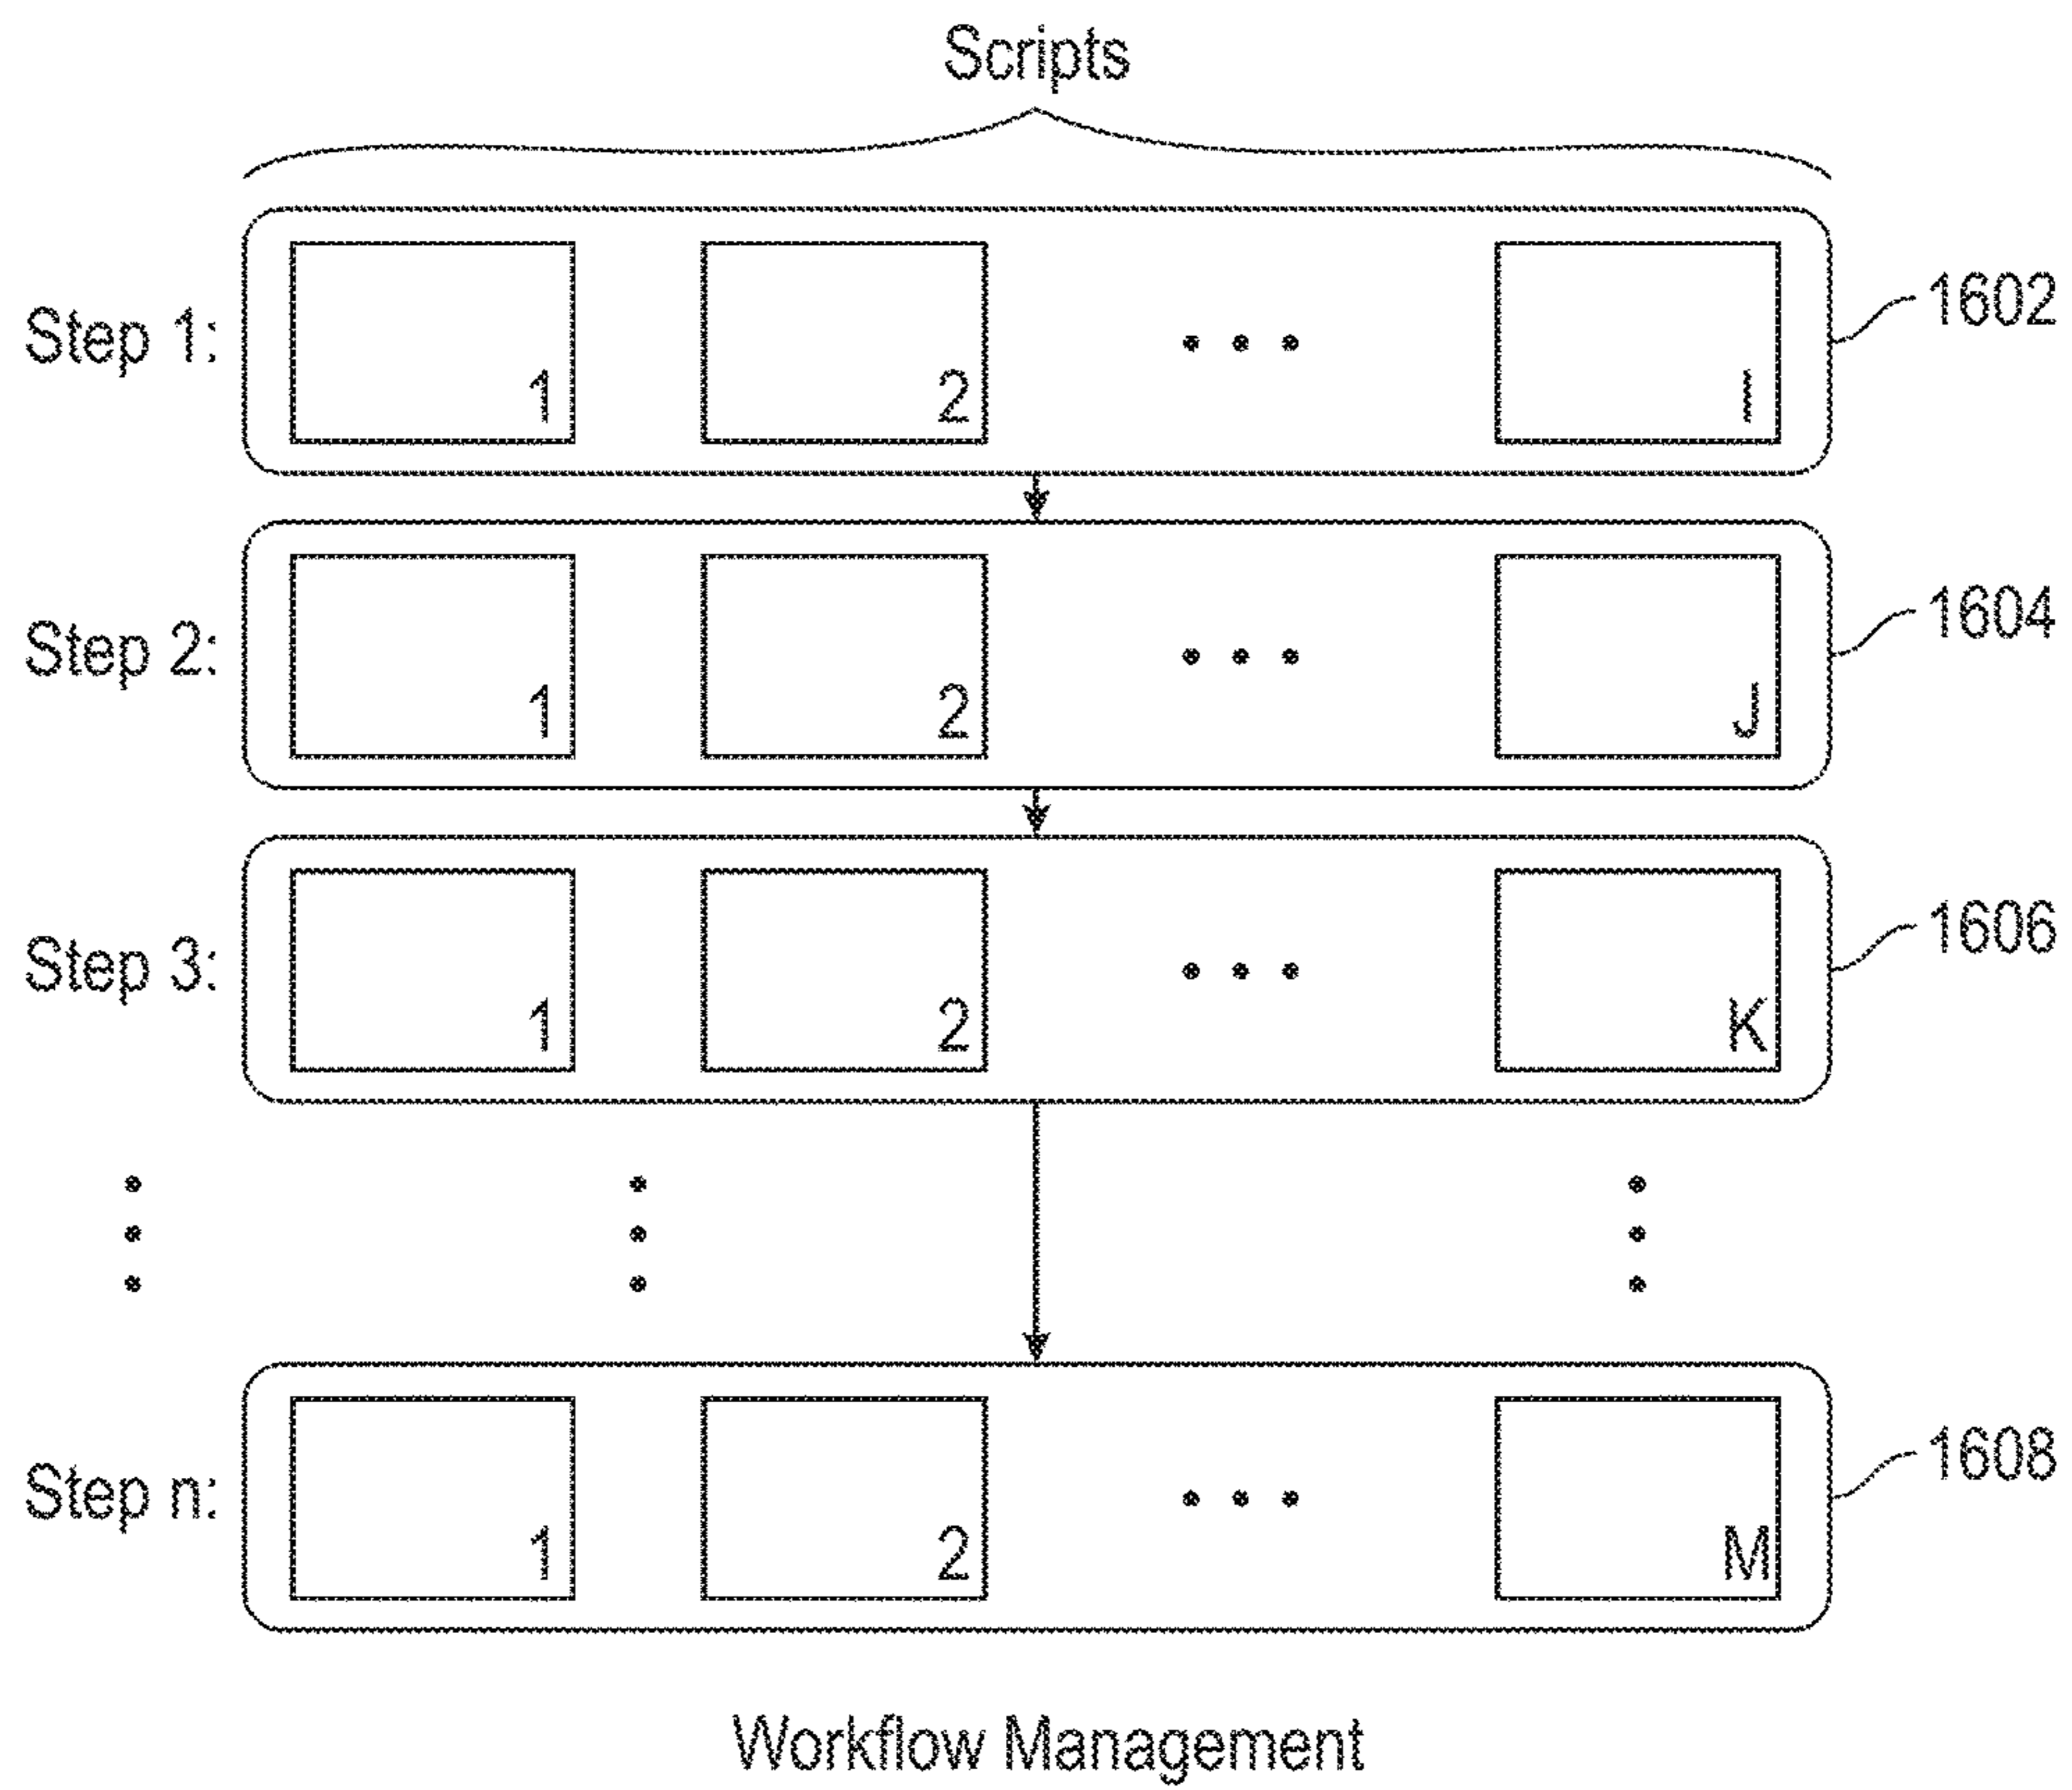 Scripts
Step 1:
1
2
I
1602
Step 2:
1
2
J
1604
Step 3:
1
2
K
1606
Step n:
1
2
M
1608
Workflow Management